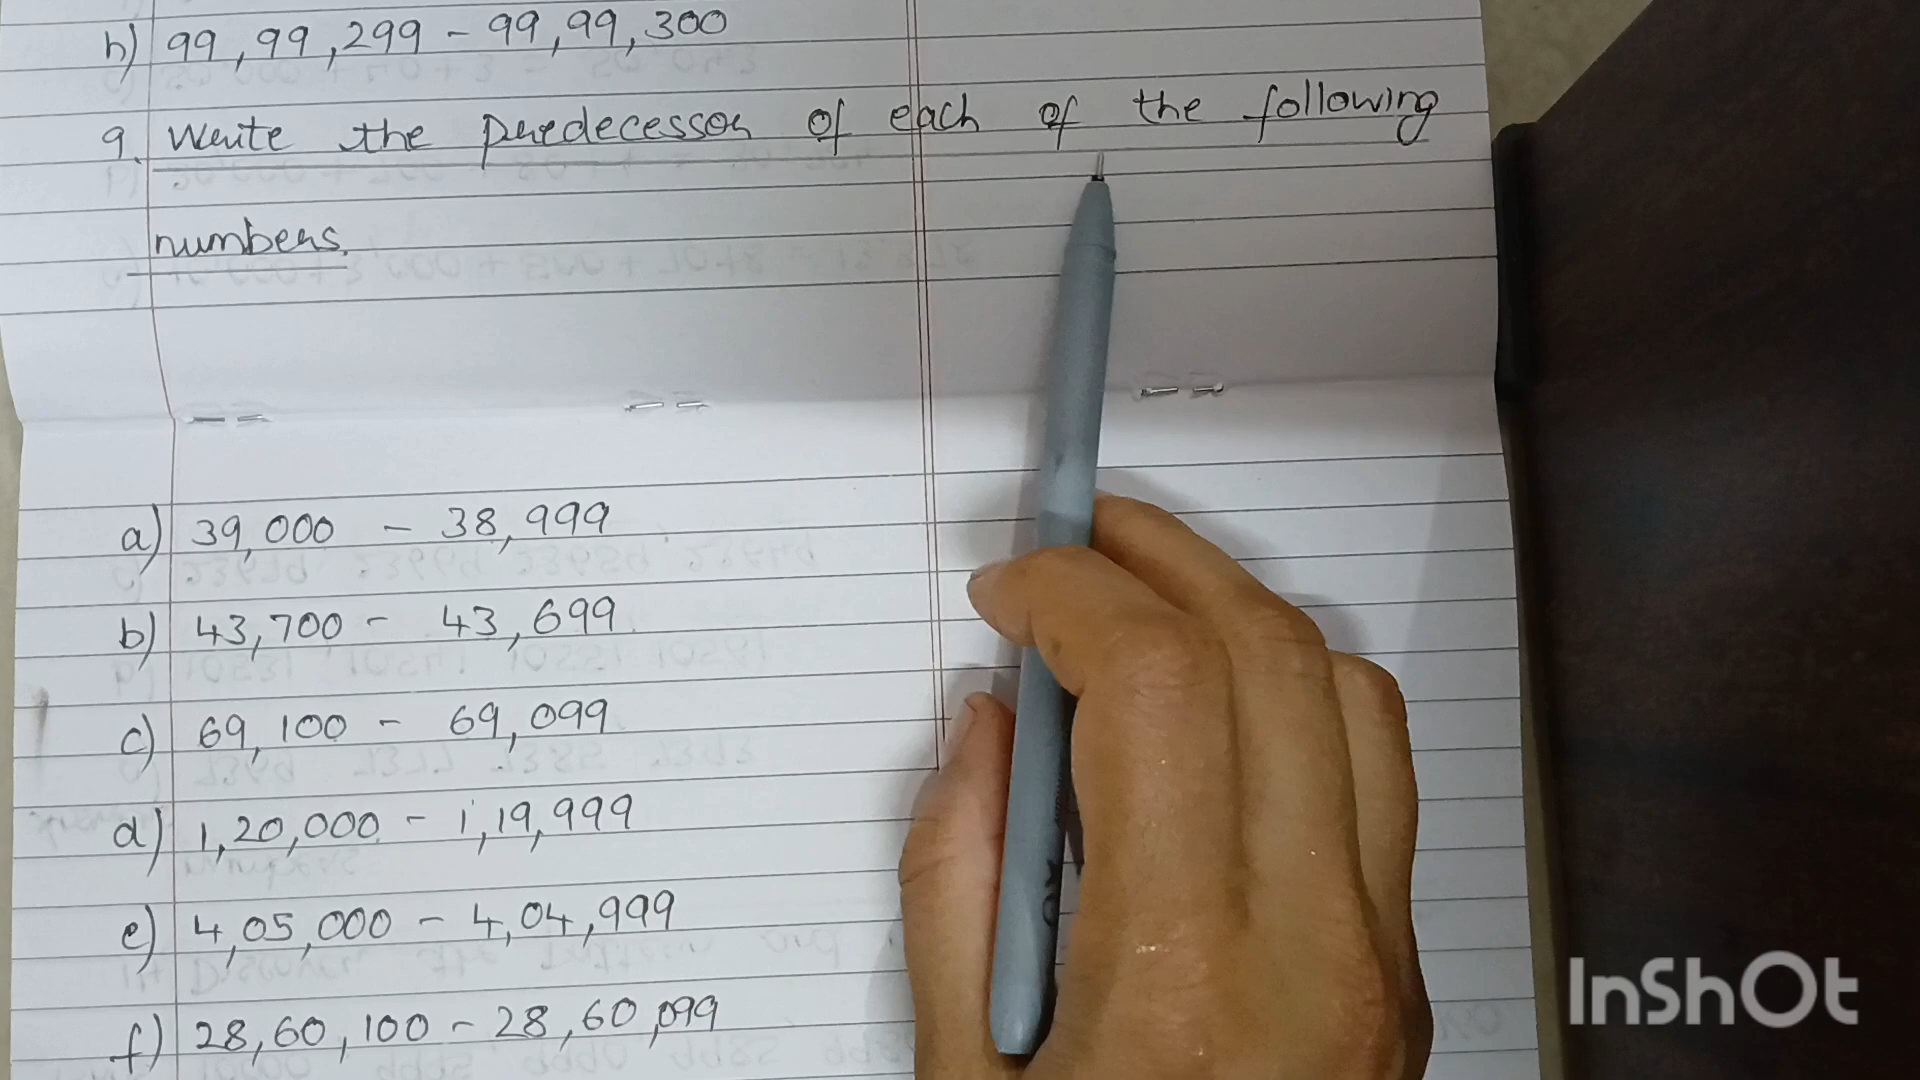 h) 99,99,299 - 99,99,300
9. Write the predecessor of each of the following
numbers.
a) 39,000 - 38,999
b) 43,700 - 43,699
c) 69,100 - 69,099
d) 1,20,000 - 1,19,999
e) 4,05,000 - 4,04,999
f) 28,60,100 - 28,60,099
InShOt